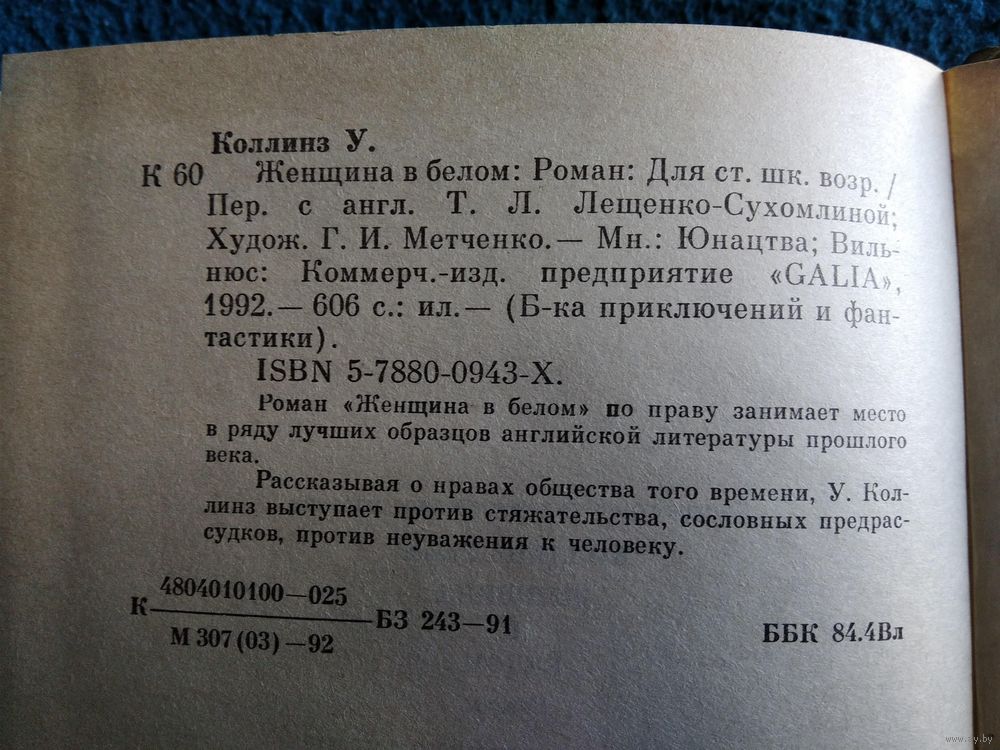 Коллинз У.
К 60 Женщина в белом: Роман: Для ст. шк. возр. /
Пер. с англ. Т. Л. Лещенко-Сухомлиной;
Худож. Г. И. Метченко.— Мн.: Юнацтва; Виль-
нюс: Коммерч.-изд. предприятие «GALIA»,
1992.— 606 с.: ил.— (Б-ка приключений и фан-
тастики).
ISBN 5-7880-0943-X.
Роман «Женщина в белом» по праву занимает место
в ряду лучших образцов английской литературы прошлого
века.
Рассказывая о нравах общества того времени, У. Кол-
линз выступает против стяжательства, сословных предрас-
судков, против неуважения к человеку.
4804010100—025
К БЗ 243—91
М 307(03)—92
ББК 84.4Вл